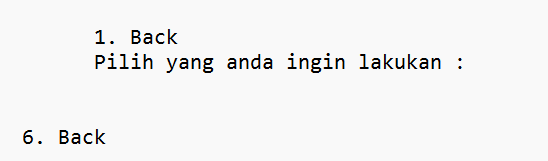 1. Back
Pilih yang anda ingin lakukan :
6. Back